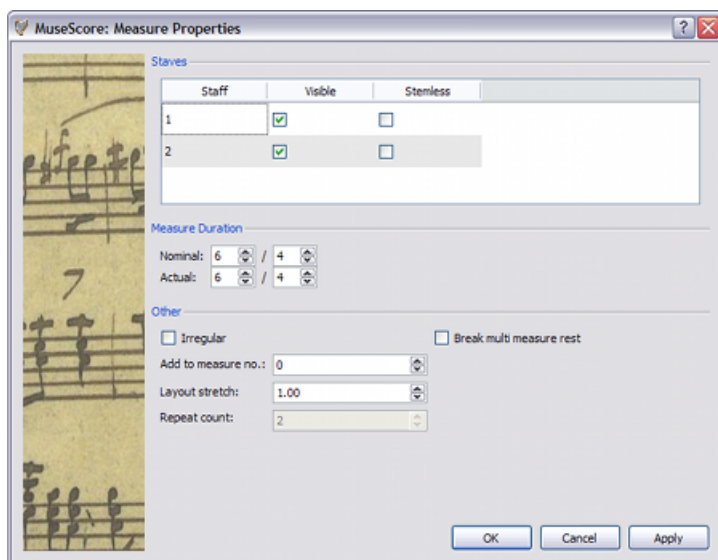 MuseScore: Measure Properties
Staves
Staff Visible Stemless
1
2
Measure Duration
Nominal: 6 / 4
Actual: 6 / 4
Other
Irregular Break multi measure rest
Add to measure no.: 0
Layout stretch: 1.00
Repeat count: 2
OK Cancel Apply
7